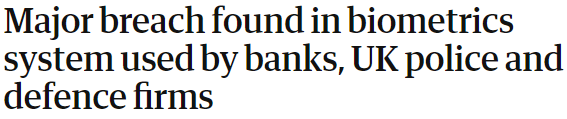 Major breach found in biometrics
system used by banks, UK police and
defence firms